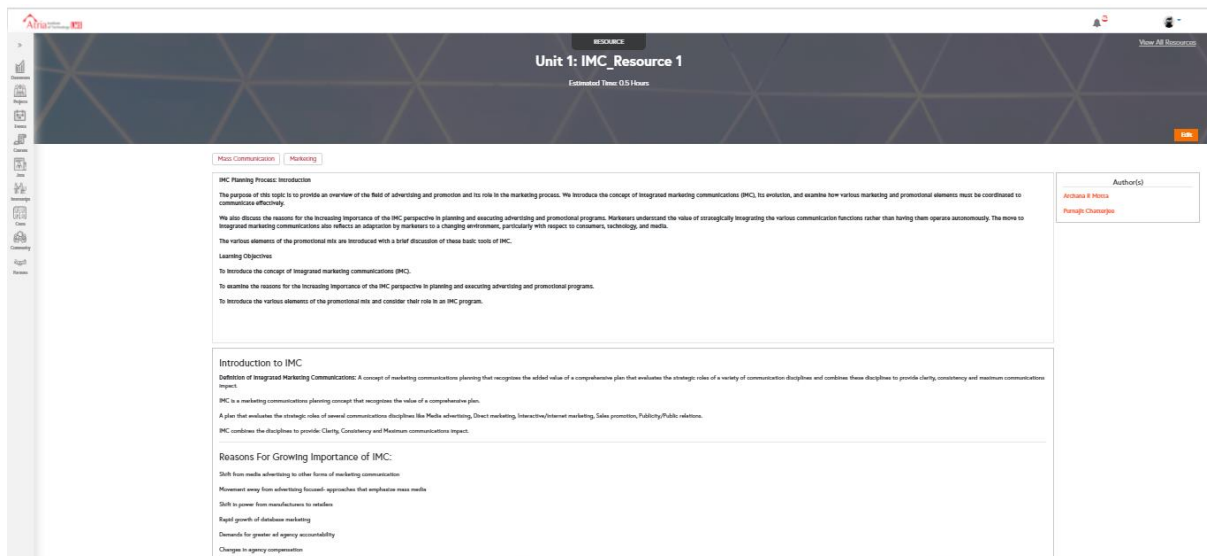 Atria
LMS
RESOURCE
View All Resources
Unit 1: IMC_Resource 1
Estimated Time: 0.5 Hours
Edit
Projects
Events
Courses
Jobs
Internships
Community
Mass Communication
Marketing
IMC Planning Process: Introduction
The purpose of this topic is to provide an overview of the field of advertising and promotion and its role in the marketing process. We introduce the concept of integrated marketing communications (IMC), its evolution, and examine how various marketing and promotional elements must be coordinated to
communicate effectively.
We also discuss the reasons for the increasing importance of the IMC perspective in planning and executing advertising and promotional programs. Marketers understand the value of strategically integrating the various communication functions rather than having them operate autonomously. The move to
integrated marketing communications also reflects an adaptation by marketers to a changing environment, particularly with respect to consumers, technology, and media.
The various elements of the promotional mix are introduced with a brief discussion of these basic tools of IMC.
Learning Objectives
To introduce the concept of integrated marketing communications (IMC).
To examine the reasons for the increasing importance of the IMC perspective in planning and executing advertising and promotional programs.
To introduce the various elements of the promotional mix and consider their role in an IMC program.
Author(s)
Archana R Mitra
Parnajit Chatterjee
Introduction to IMC
Definition of Integrated Marketing Communications: A concept of marketing communications planning that recognizes the added value of a comprehensive plan that evaluates the strategic roles of a variety of communication disciplines and combines these disciplines to provide clarity, consistency and maximum communications
impact.
IMC is a marketing communications planning concept that recognizes the value of a comprehensive plan.
A plan that evaluates the strategic roles of several communications disciplines like Media advertising, Direct marketing, Interactive/internet marketing, Sales promotion, Publicity/Public relations.
IMC combines the disciplines to provide: Clarity, Consistency and Maximum communications impact.
Reasons For Growing Importance of IMC:
Shift from media advertising to other forms of marketing communication
Movement away from advertising focused- approaches that emphasize mass media
Shift in power from manufacturers to retailers
Rapid growth of database marketing
Demands for greater ad agency accountability
Changes in agency compensation